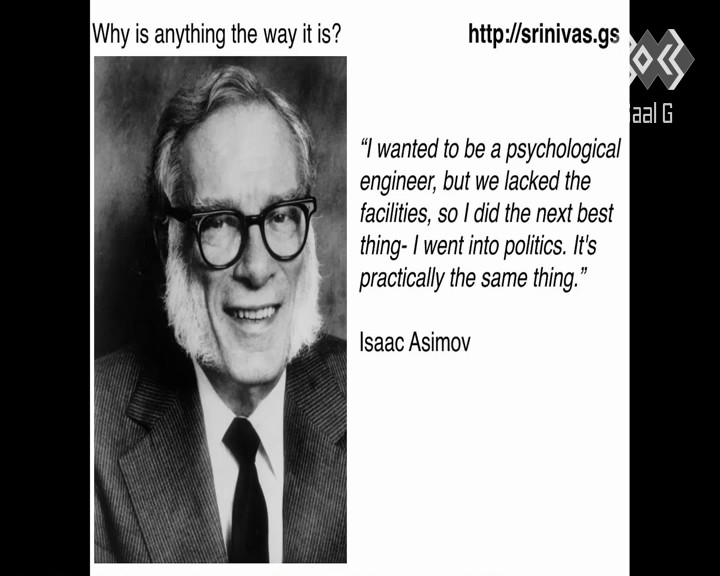 Why is anything the way it is?
http://srinivas.gs
aal G
“I wanted to be a psychological
engineer, but we lacked the
facilities, so I did the next best
thing- I went into politics. It's
practically the same thing.”
Isaac Asimov